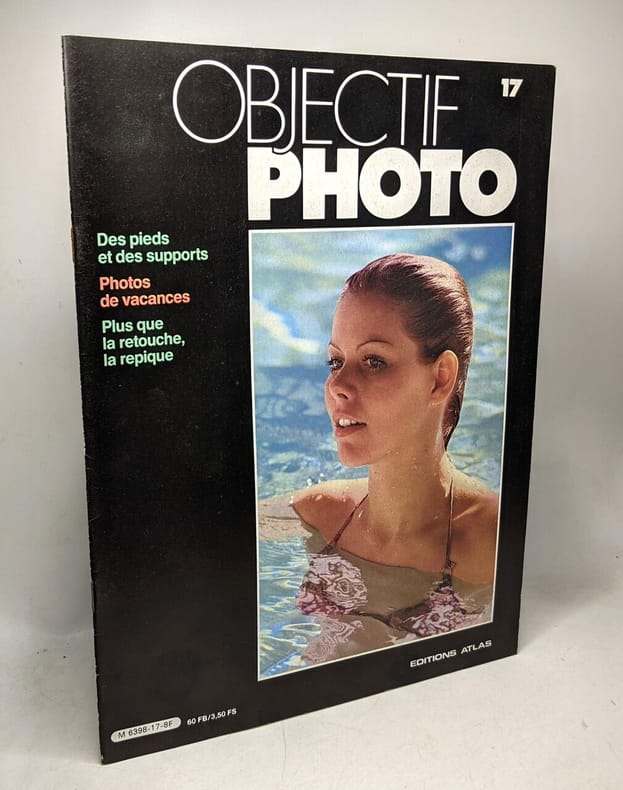 OBJECTIF
PHOTO
17
Des pieds
et des supports
Photos
de vacances
Plus que
la retouche,
la repique
EDITIONS ATLAS
M 6398-17-8F
60 FB/3,50 FS